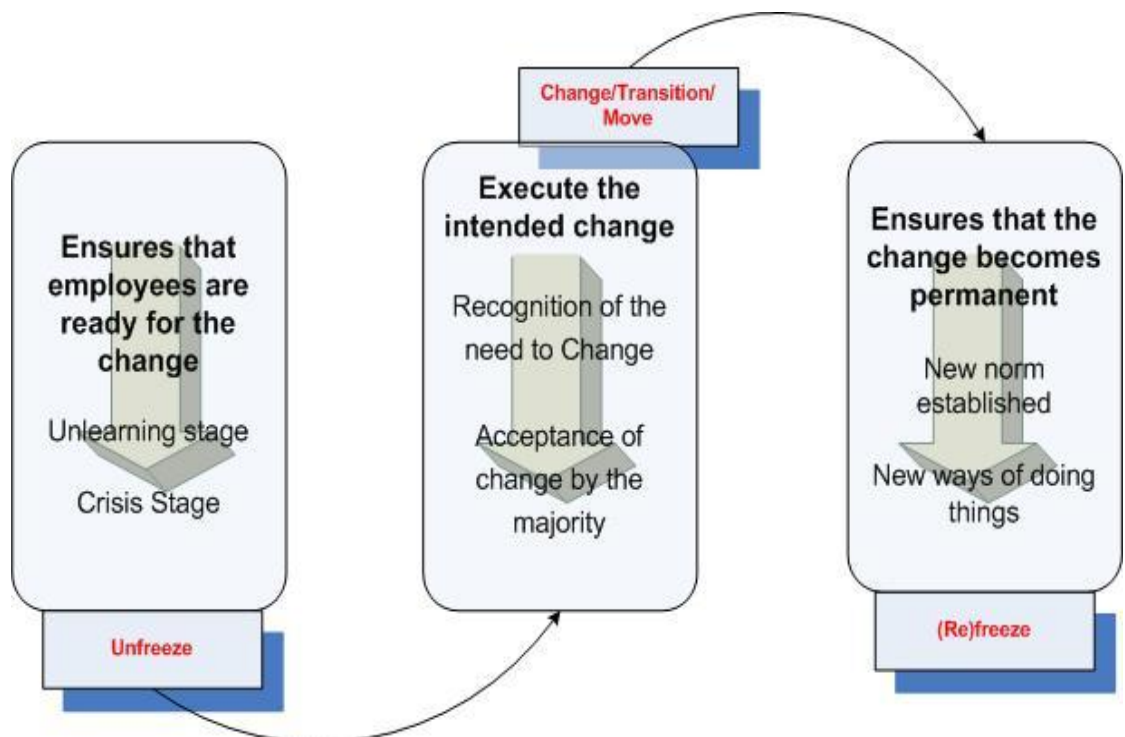 Ensures that
employees are
ready for the
change
Unlearning stage
Crisis Stage
Unfreeze
Change/Transition/
Move
Execute the
intended change
Recognition of the
need to Change
Acceptance of
change by the
majority
Ensures that the
change becomes
permanent
New norm
established
New ways of doing
things
(Re)freeze